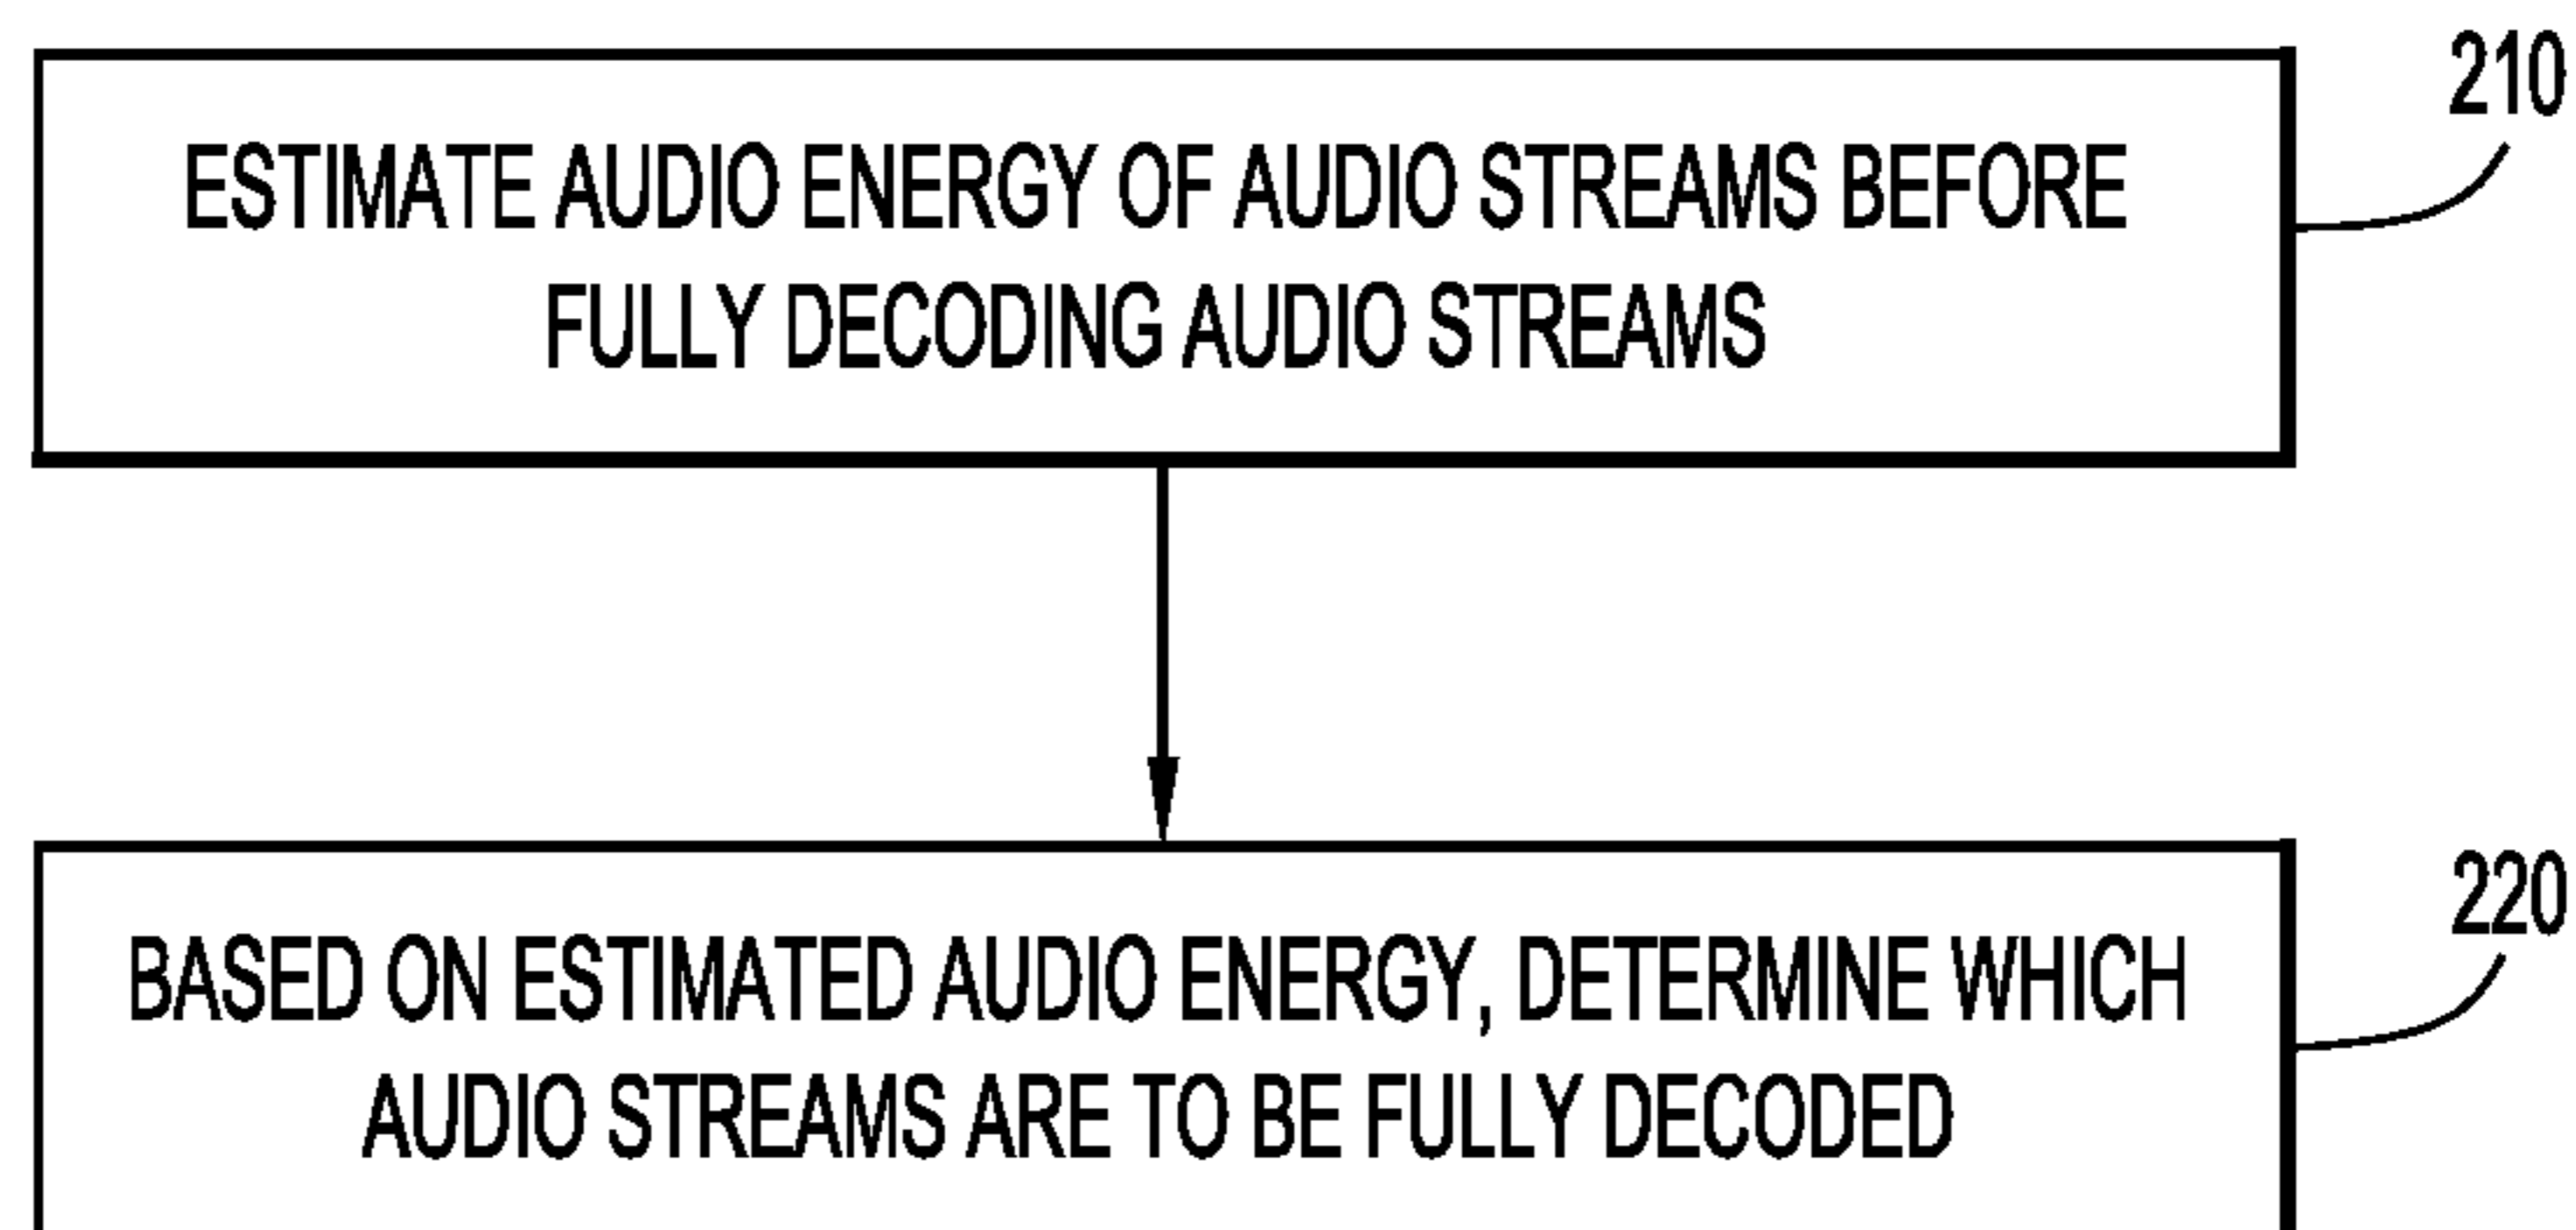 210
ESTIMATE AUDIO ENERGY OF AUDIO STREAMS BEFORE
FULLY DECODING AUDIO STREAMS
220
BASED ON ESTIMATED AUDIO ENERGY, DETERMINE WHICH
AUDIO STREAMS ARE TO BE FULLY DECODED